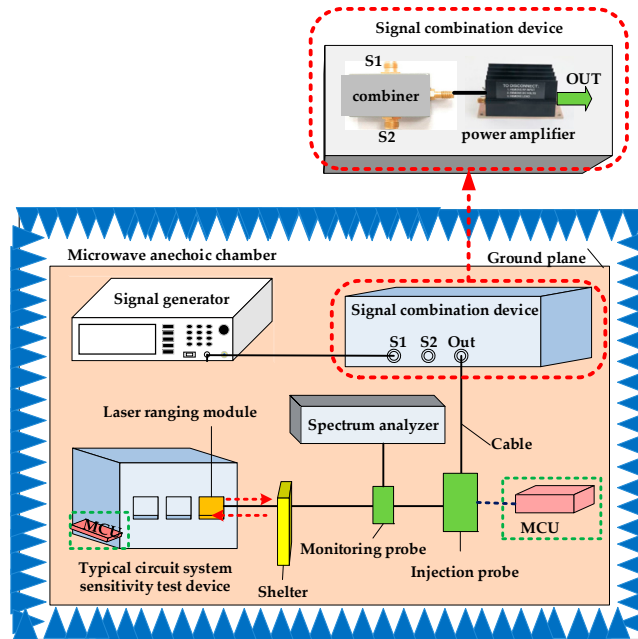 Signal combination device
S1
combiner
S2
TO DISCONNECT
OUT
power amplifier
Microwave anechoic chamber
Ground plane
Signal generator
Signal combination device
S1 S2 Out
Laser ranging module
Spectrum analyzer
Cable
MCU
MCU
Monitoring probe
Injection probe
Typical circuit system
sensitivity test device
Shelter